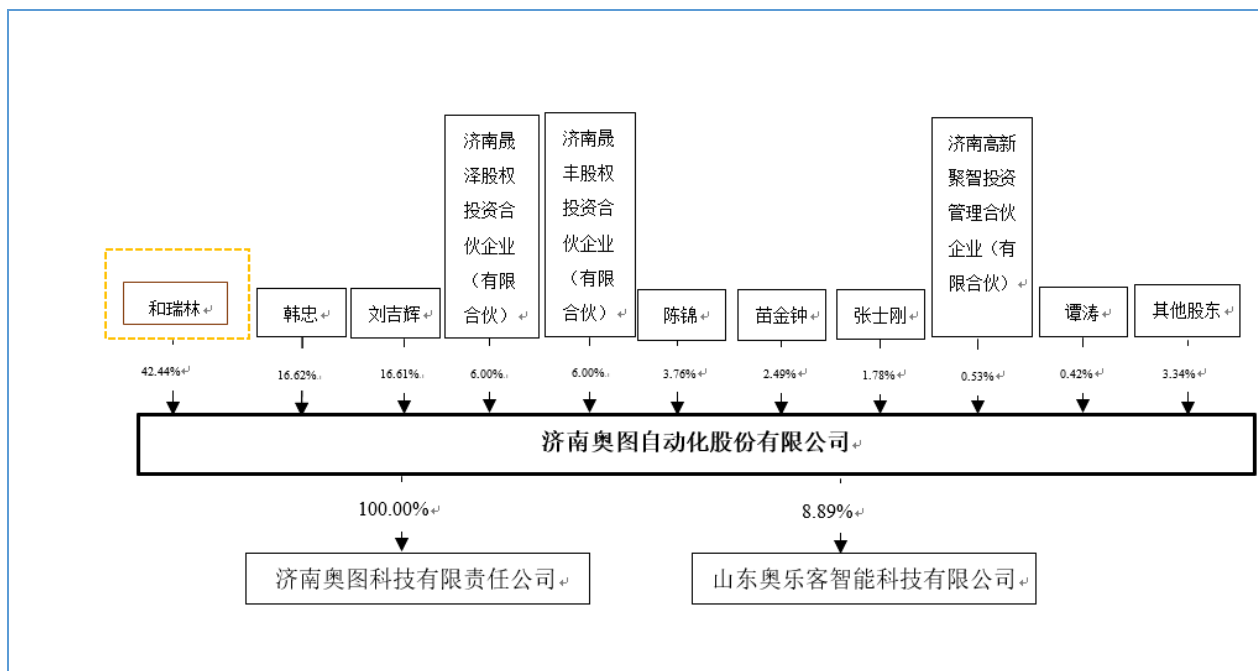 济南晟
泽股权
投资合
伙企业
（有限
合伙）
济南晟
丰股权
投资合
伙企业
（有限
合伙）
济南高新
聚智投资
管理合伙
企业（有
限合伙）
和瑞林
韩忠
刘吉辉
陈锦
苗金钟
张士刚
谭涛
其他股东
42.44%
16.62%
16.61%
6.00%
6.00%
3.76%
2.49%
1.78%
0.53%
0.42%
3.34%
济南奥图自动化股份有限公司
100.00%
8.89%
济南奥图科技有限责任公司
山东奥乐客智能科技有限公司